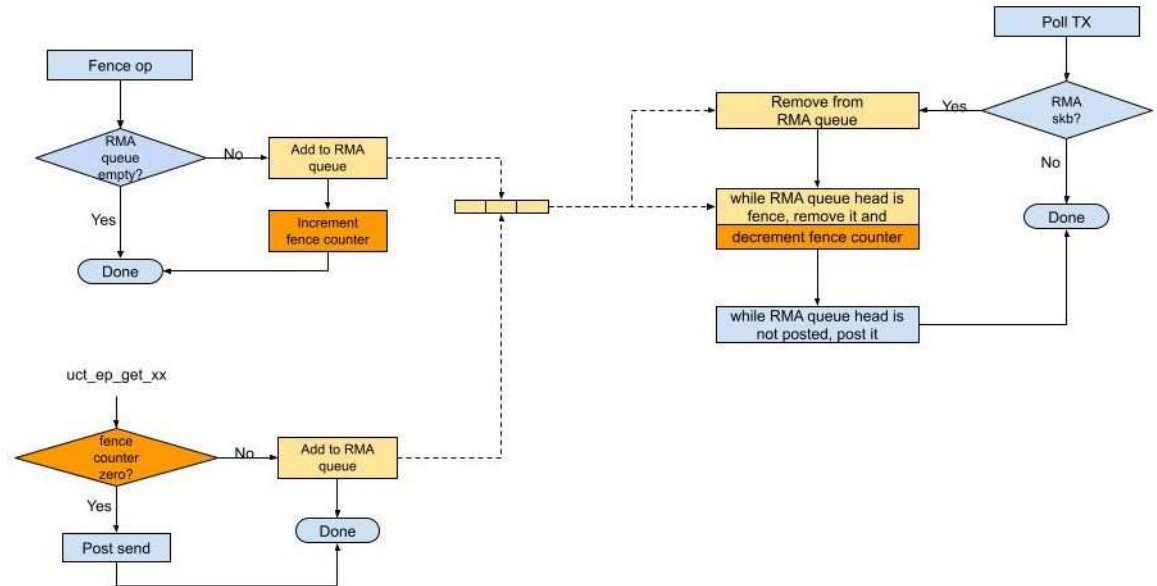 Fence op
RMA
queue
empty?
No
Yes
Add to RMA
queue
Increment
fence counter
Done
uct_ep_get_xx
fence
counter
zero?
No
Yes
Add to RMA
queue
Post send
Done
Poll TX
RMA
skb?
Yes
No
Remove from
RMA queue
while RMA queue head is
fence, remove it and
decrement fence counter
while RMA queue head is
not posted, post it
Done